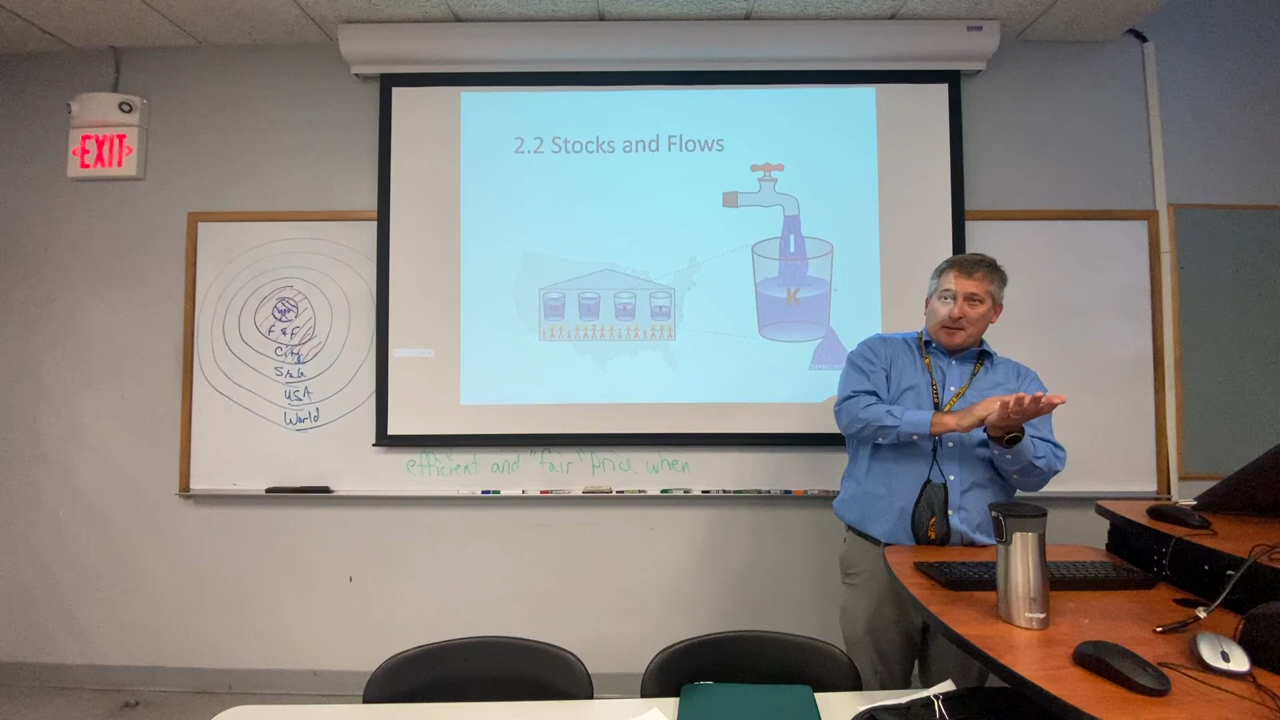 EXIT
2.2 Stocks and Flows
K
F & F
City
State
USA
World
efficient and "fair" price when